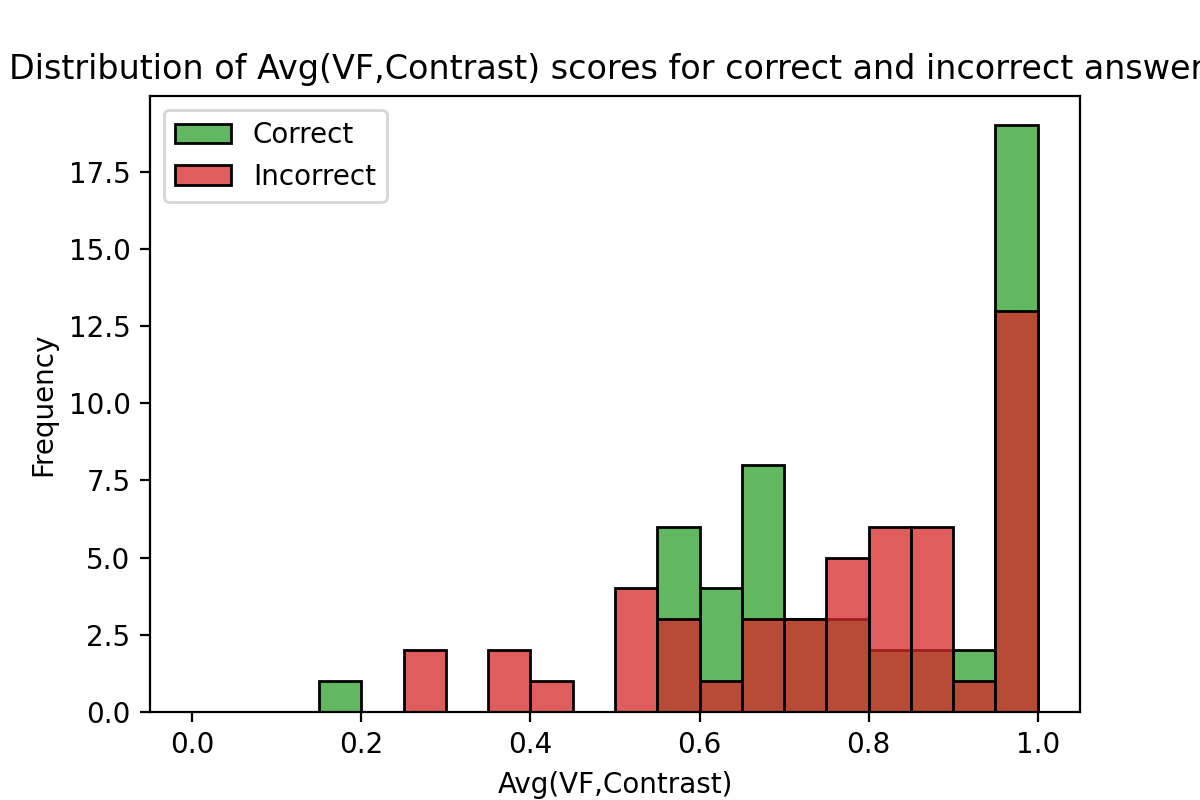 Distribution of Avg(VF,Contrast) scores for correct and incorrect answer
Correct
Incorrect
17.5
15.0
12.5
10.0
7.5
5.0
2.5
0.0
Frequency
0.0 0.2 0.4 0.6 0.8 1.0
Avg(VF,Contrast)